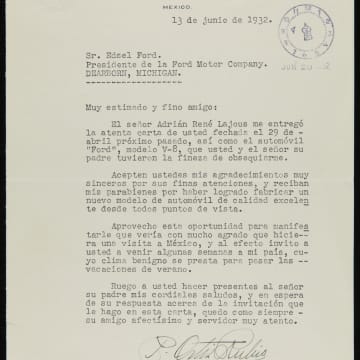 MEXICO.
13 de junio de 1932.
JUN 20
Sr. Edsel Ford.
Presidente de la Ford Motor Company.
DEARBORN, MICHIGAN.
-------------------
Muy estimado y fino amigo:
El señor Adrián René Lajous me entregó
la atenta carta de usted fechada el 29 de -
abril próximo pasado, así como el automóvil
"Ford", modelo V-8, que usted y el señor su
padre tuvieron la fineza de obsequiarme.
Acepten ustedes mis agradecimientos muy
sinceros por sus finas atenciones, y reciban
mis parabienes por haber logrado fabricar un
nuevo modelo de automóvil de calidad excelen
te desde todos puntos de vista.
Aprovecho esta oportunidad para manifes
tarle que vería con mucho agrado que hicie--
ra una visita a México, y al efecto invito a
usted a venir algunas semanas a mi país, cu-
yo clima benigno se presta para pasar las --
vacaciones de verano.
Ruego a usted hacer presentes al señor
su padre mis cordiales saludos, y en espera
de su respuesta acerca de la invitación que
le hago en esta carta, quedo como siempre -
su amigo afectísimo y servidor muy atento.
P. Ortiz Rubio